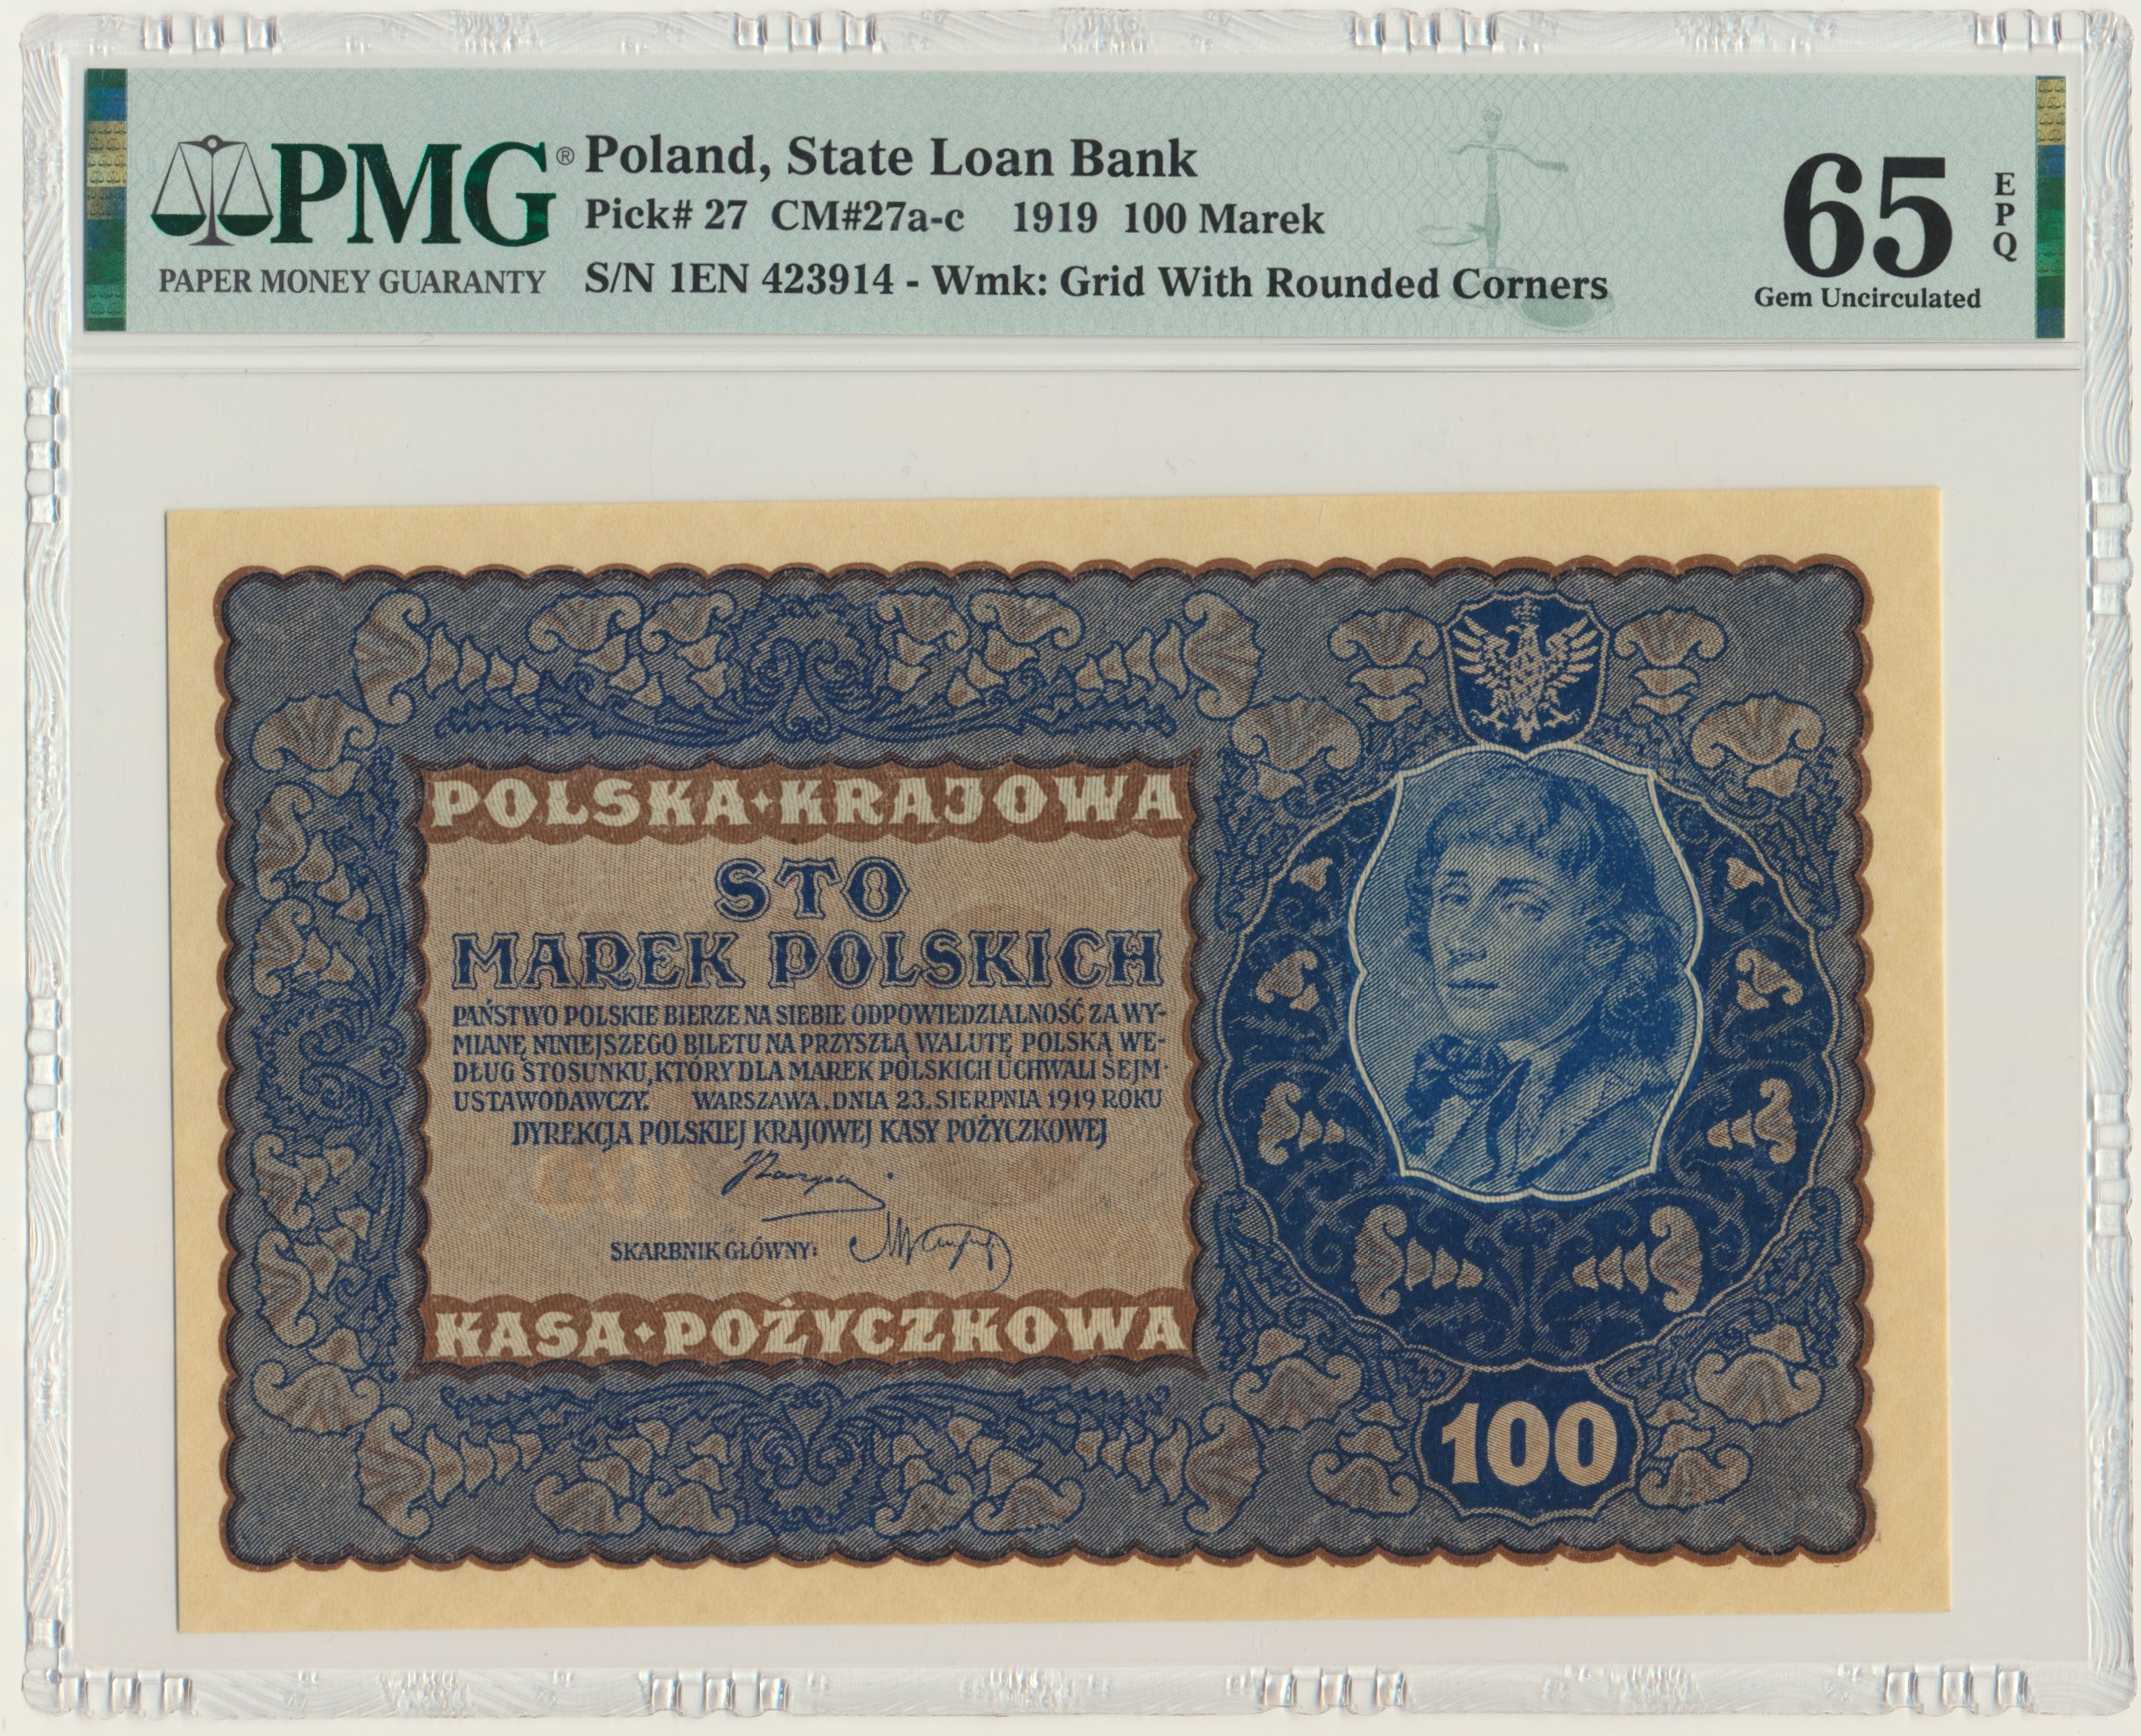 PMG®
PAPER MONEY GUARANTY
Poland, State Loan Bank
Pick# 27 CM#27a-c 1919 100 Marek
S/N 1EN 423914 - Wmk: Grid With Rounded Corners
65
EPQ
Gem Uncirculated
POLSKA·KRAJOWA
STO
MAREK POLSKICH
PAŃSTWO POLSKIE BIERZE NA SIEBIE ODPOWIEDZIALNOŚĆ ZA WY-
MIANĘ NINIEJSZEGO BILETU NA PRZYSZŁĄ WALUTĘ POLSKĄ WE-
DŁUG STOSUNKU, KTÓRY DLA MAREK POLSKICH UCHWALI SEJM
USTAWODAWCZY. WARSZAWA, DNIA 23. SIERPNIA 1919 ROKU
DYREKCJA POLSKIEJ KRAJOWEJ KASY POŻYCZKOWEJ
SKARBNIK GŁÓWNY:
KASA·POŻYCZKOWA
100